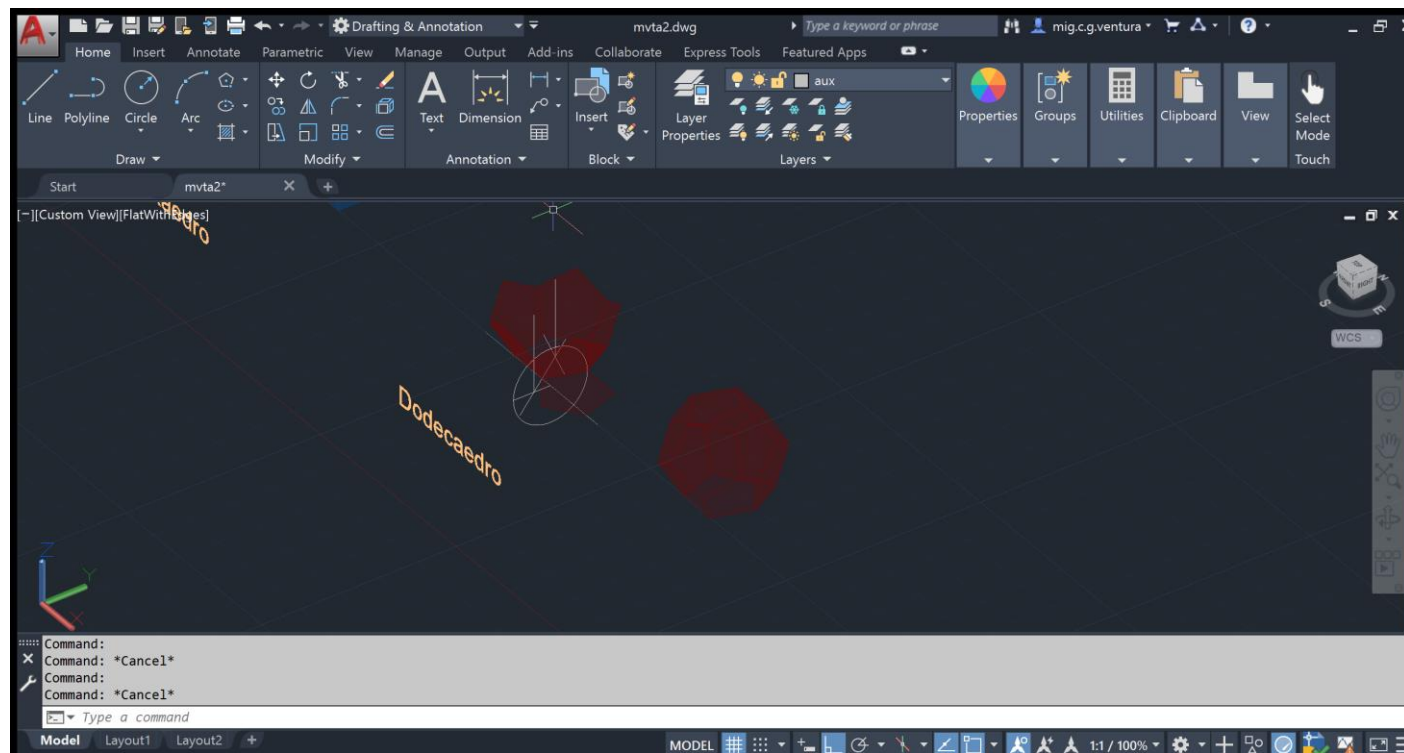 Drafting & Annotation
mvta2.dwg
Type a keyword or phrase
mig.c.g.ventura
Home Insert Annotate Parametric View Manage Output Add-ins Collaborate Express Tools Featured Apps
aux
Line Polyline Circle Arc
Text Dimension
Insert
Layer Properties
Properties Groups Utilities Clipboard View
Select Mode
Draw Modify Annotation Block Layers Touch
Start mvta2* +
[-][Custom View][FlatWithEdges]
aedro
WCS
Dodecaedro
Z
Y
X
S
E
Command:
Command: *Cancel*
Command:
Command: *Cancel*
Type a command
Model Layout1 Layout2 +
MODEL 1:1 / 100%